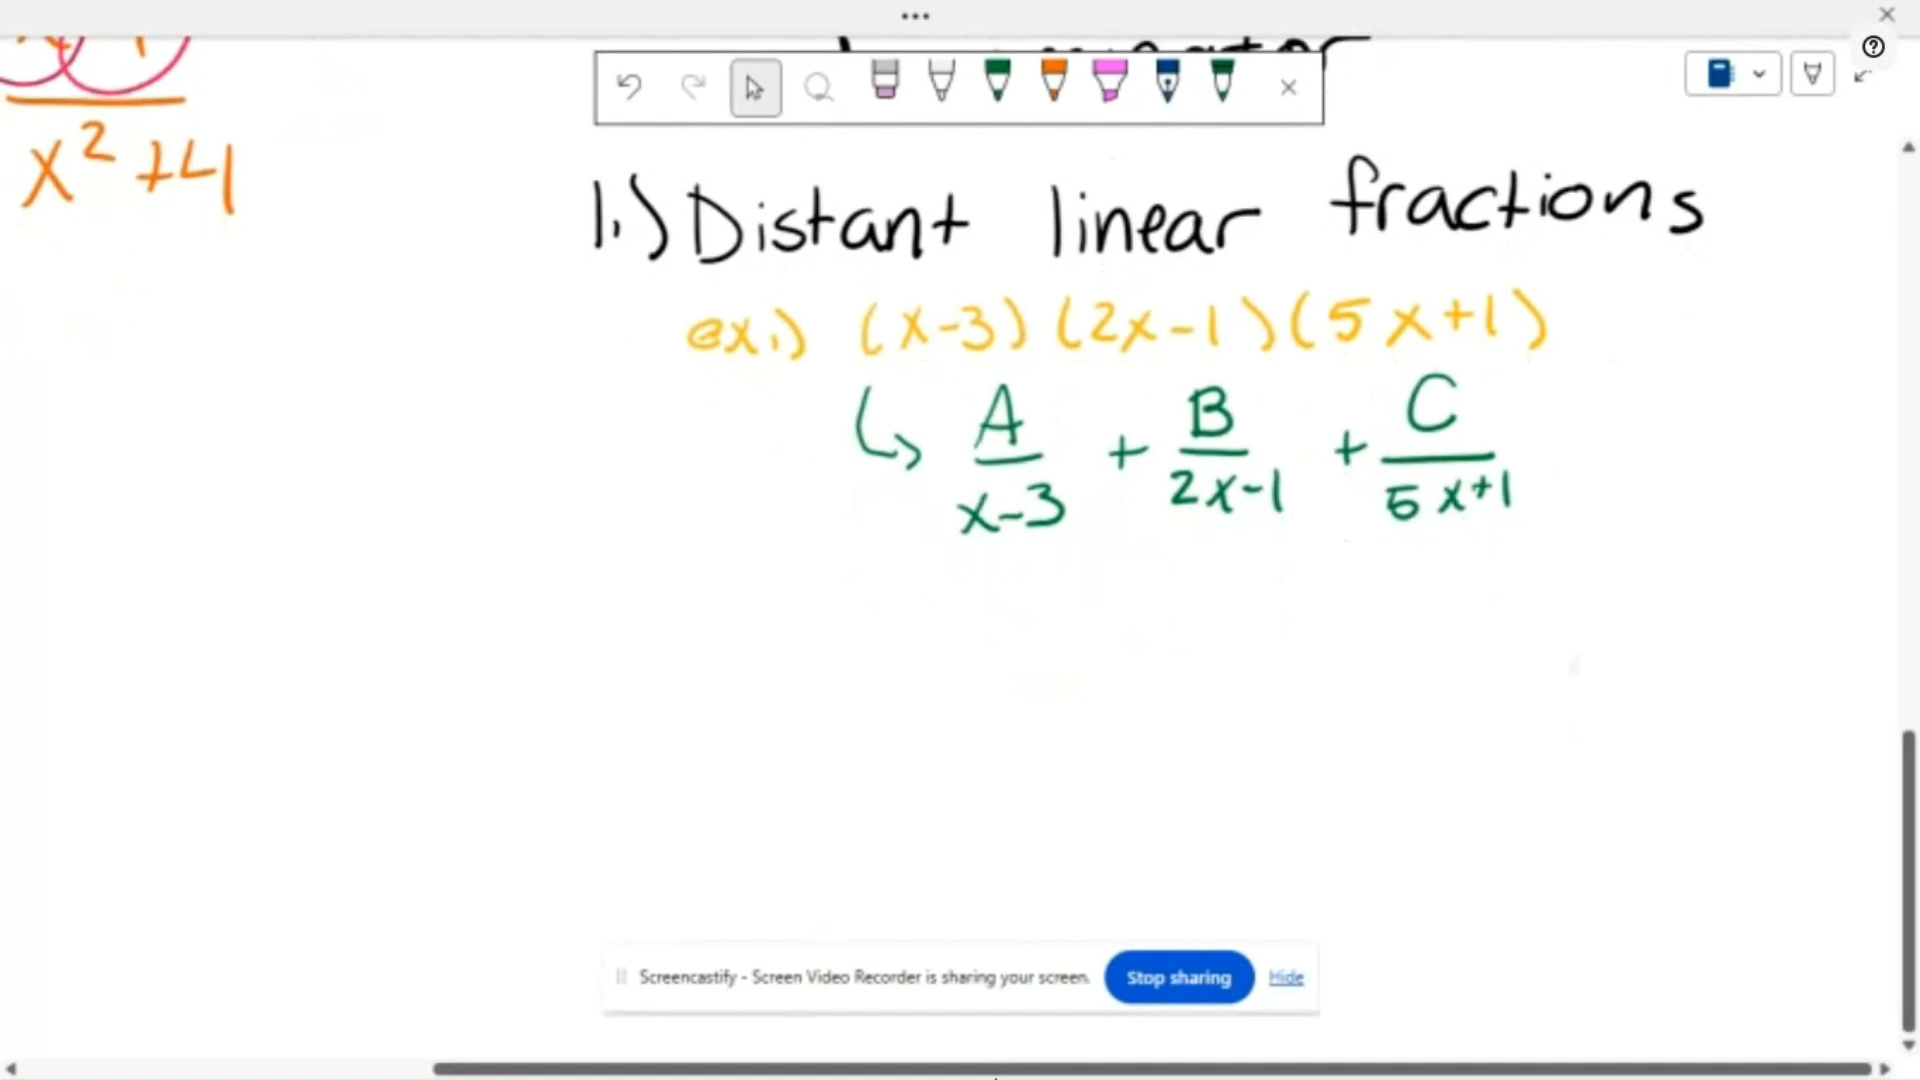 x² + 4
1.) Distant linear fractions
ex.) (x-3) (2x-1) (5x+1)
A + B + C
x-3 2x-1 5x+1
Screencastify - Screen Video Recorder is sharing your screen. Stop sharing Hide